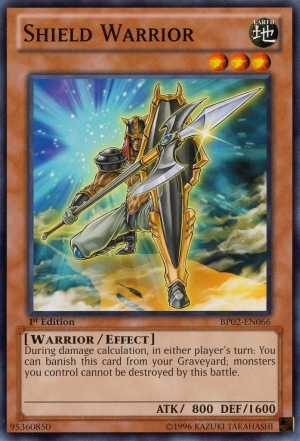 SHIELD WARRIOR
EARTH
地
1st Edition
BP02-EN066
[WARRIOR / EFFECT]
During damage calculation, in either player's turn: You
can banish this card from your Graveyard; monsters
you control cannot be destroyed by this battle.
ATK/ 800 DEF/1600
95360850
©1996 KAZUKI TAKAHASHI